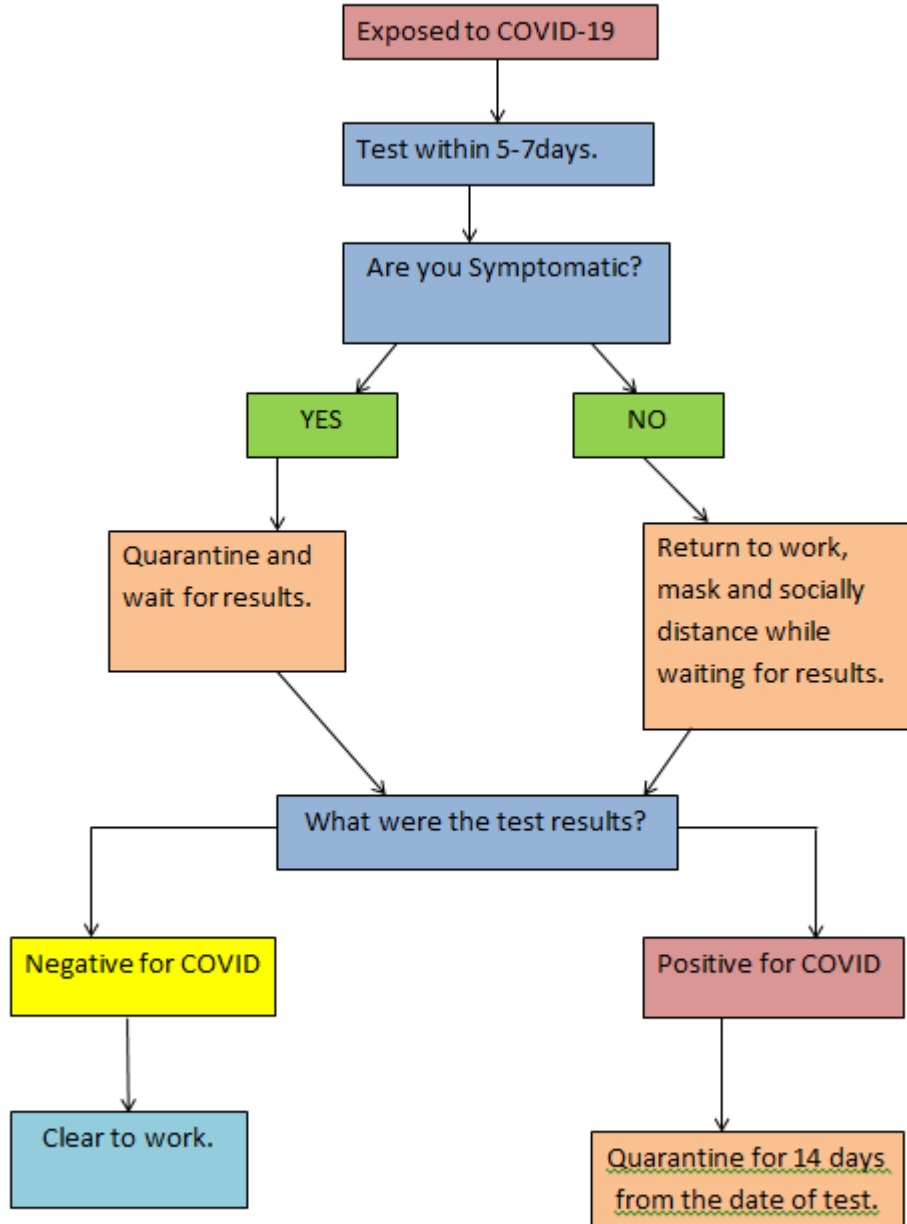 Exposed to COVID-19
Test within 5-7days.
Are you Symptomatic?
YES
NO
Quarantine and
wait for results.
Return to work,
mask and socially
distance while
waiting for results.
What were the test results?
Negative for COVID
Positive for COVID
Clear to work.
Quarantine for 14 days
from the date of test.